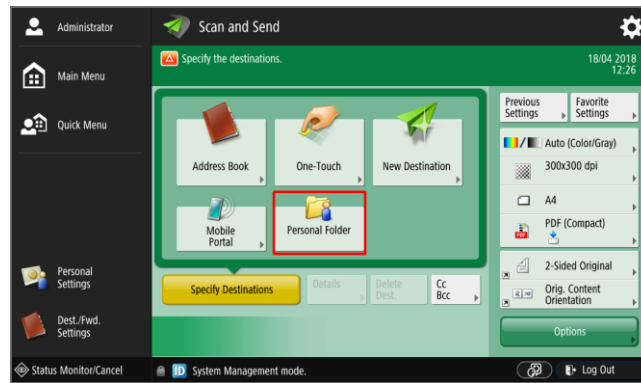 Administrator
Scan and Send
Specify the destinations.
18/04 2018
12:26
Main Menu
Quick Menu
Address Book
One-Touch
New Destination
Mobile
Portal
Personal Folder
Previous
Settings
Favorite
Settings
Auto (Color/Gray)
300x300 dpi
A4
PDF (Compact)
2-Sided Original
Orig. Content
Orientation
Personal
Settings
Specify Destinations
Details
Delete
Dest.
Cc
Bcc
Dest./Fwd.
Settings
Options
Status Monitor/Cancel
ID
System Management mode.
Log Out